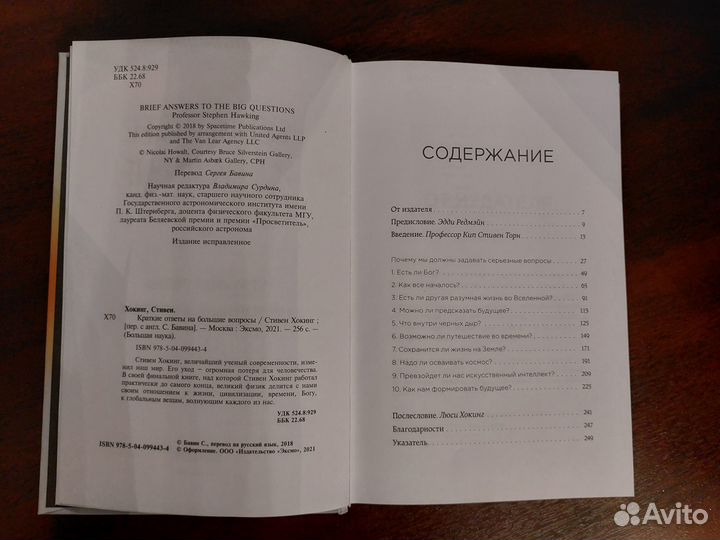 УДК 524.8:929
ББК 22.68
Х70
BRIEF ANSWERS TO THE BIG QUESTIONS
Professor Stephen Hawking
Copyright © 2018 by Spacetime Publications Ltd
This edition published by arrangement with United Agents LLP
and The Van Lear Agency LLC
© Nicolai Howalt, Courtesy Bruce Silverstein Gallery,
NY & Martin Asbæk Gallery, CPH
Перевод Сергея Бавина
Научная редактура Владимира Сурдина,
канд. физ.-мат. наук, старшего научного сотрудника
Государственного астрономического института имени
П. К. Штернберга, доцента физического факультета МГУ,
лауреата Беляевской премии и премии «Просветитель»,
российского астронома
Издание исправленное
Хокинг, Стивен.
Х70 Краткие ответы на большие вопросы / Стивен Хокинг ;
[пер. с англ. С. Бавина]. — Москва : Эксмо, 2021. — 256 с. —
(Большая наука).
ISBN 978-5-04-099443-4
Стивен Хокинг, величайший ученый современности, изме-
нил наш мир. Его уход — огромная потеря для человечества.
В своей финальной книге, над которой Стивен Хокинг работал
практически до самого конца, великий физик делится с нами
своим отношением к жизни, цивилизации, времени, Богу,
к глобальным вещам, волнующим каждого из нас.
УДК 524.8:929
ББК 22.68
© Бавин С., перевод на русский язык, 2018
ISBN 978-5-04-099443-4 © Оформление. ООО «Издательство «Эксмо», 2021
СОДЕРЖАНИЕ
От издателя 7
Предисловие. Эдди Редмэйн 9
Введение. Профессор Кип Стивен Торн 13
Почему мы должны задавать серьезные вопросы 27
1. Есть ли Бог? 49
2. Как все началось? 63
3. Есть ли другая разумная жизнь во Вселенной? 91
4. Можно ли предсказать будущее? 113
5. Что внутри черных дыр? 127
6. Возможно ли путешествие во времени? 149
7. Сохранится ли жизнь на Земле? 171
8. Надо ли осваивать космос? 191
9. Превзойдет ли нас искусственный интеллект? 209
10. Как нам формировать будущее? 225
Послесловие. Люси Хокинг 241
Благодарности 247
Указатель 249
Avito